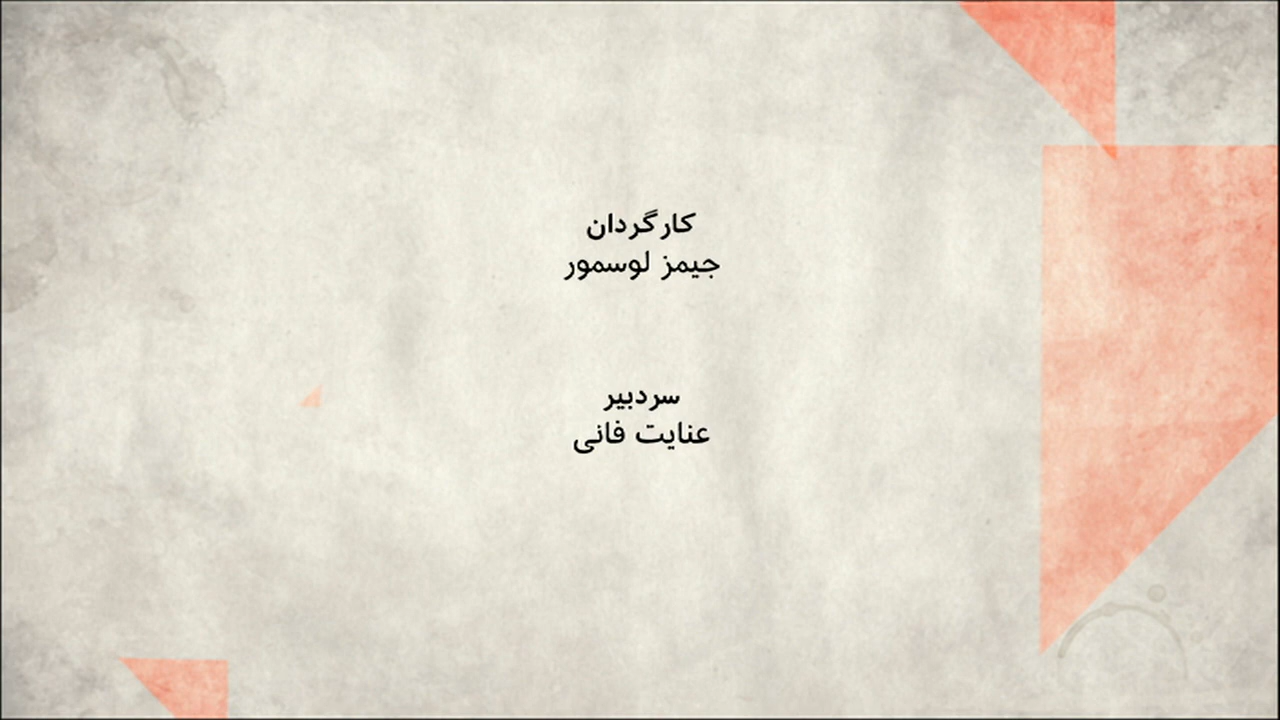 کارگردان
جیمز لوسمور
سردبیر
عنایت فانی